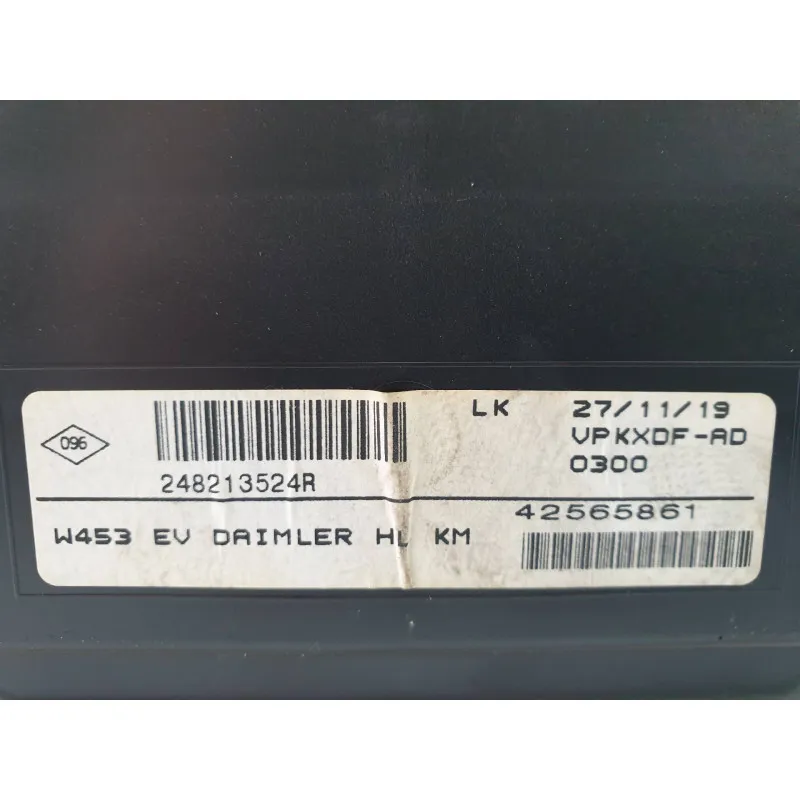 096
248213524R
LK 27/11/19
VPKXDF-AD
0300
W453 EV DAIMLER HL KM
42565861